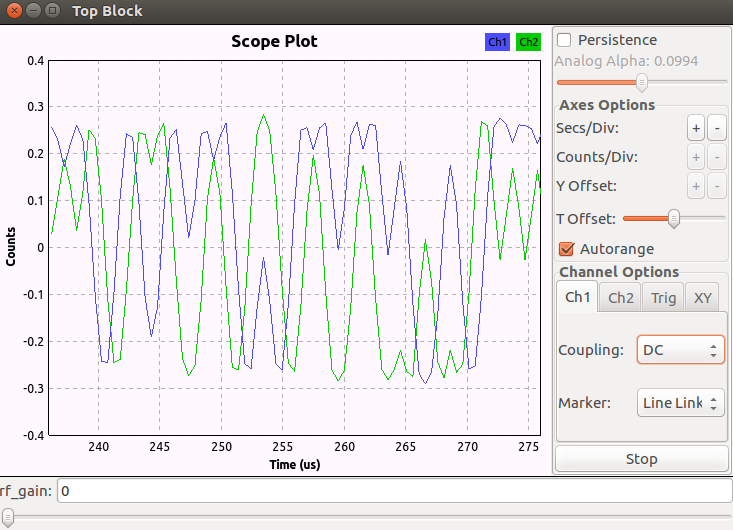 Top Block
Scope Plot
Ch1 Ch2
0.4
0.3
0.2
0.1
0
-0.1
-0.2
-0.3
-0.4
Counts
240 245 250 255 260 265 270 275
Time (us)
Persistence
Analog Alpha: 0.0994
Axes Options
Secs/Div: + -
Counts/Div: + -
Y Offset: + -
T Offset:
Autorange
Channel Options
Ch1 Ch2 Trig XY
Coupling: DC
Marker: Line Link
Stop
rf_gain: 0